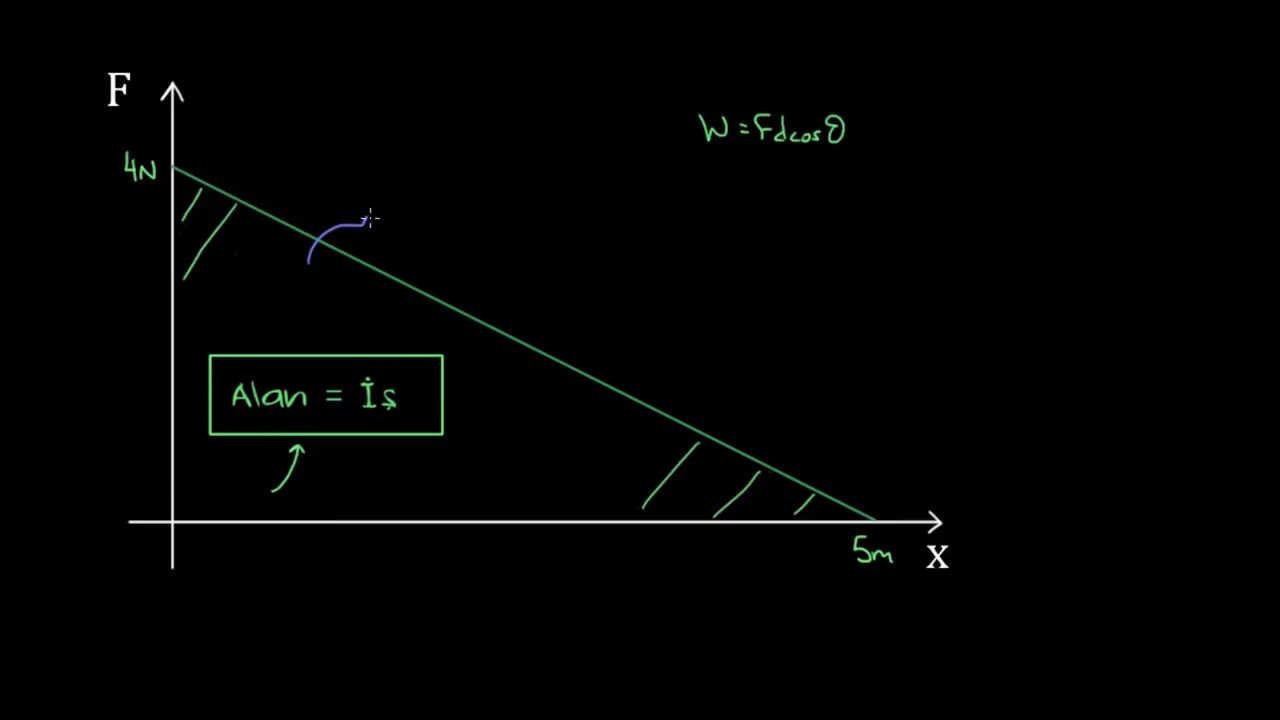 F
W = Fdcosθ
4N
Alan = İş
5m
x